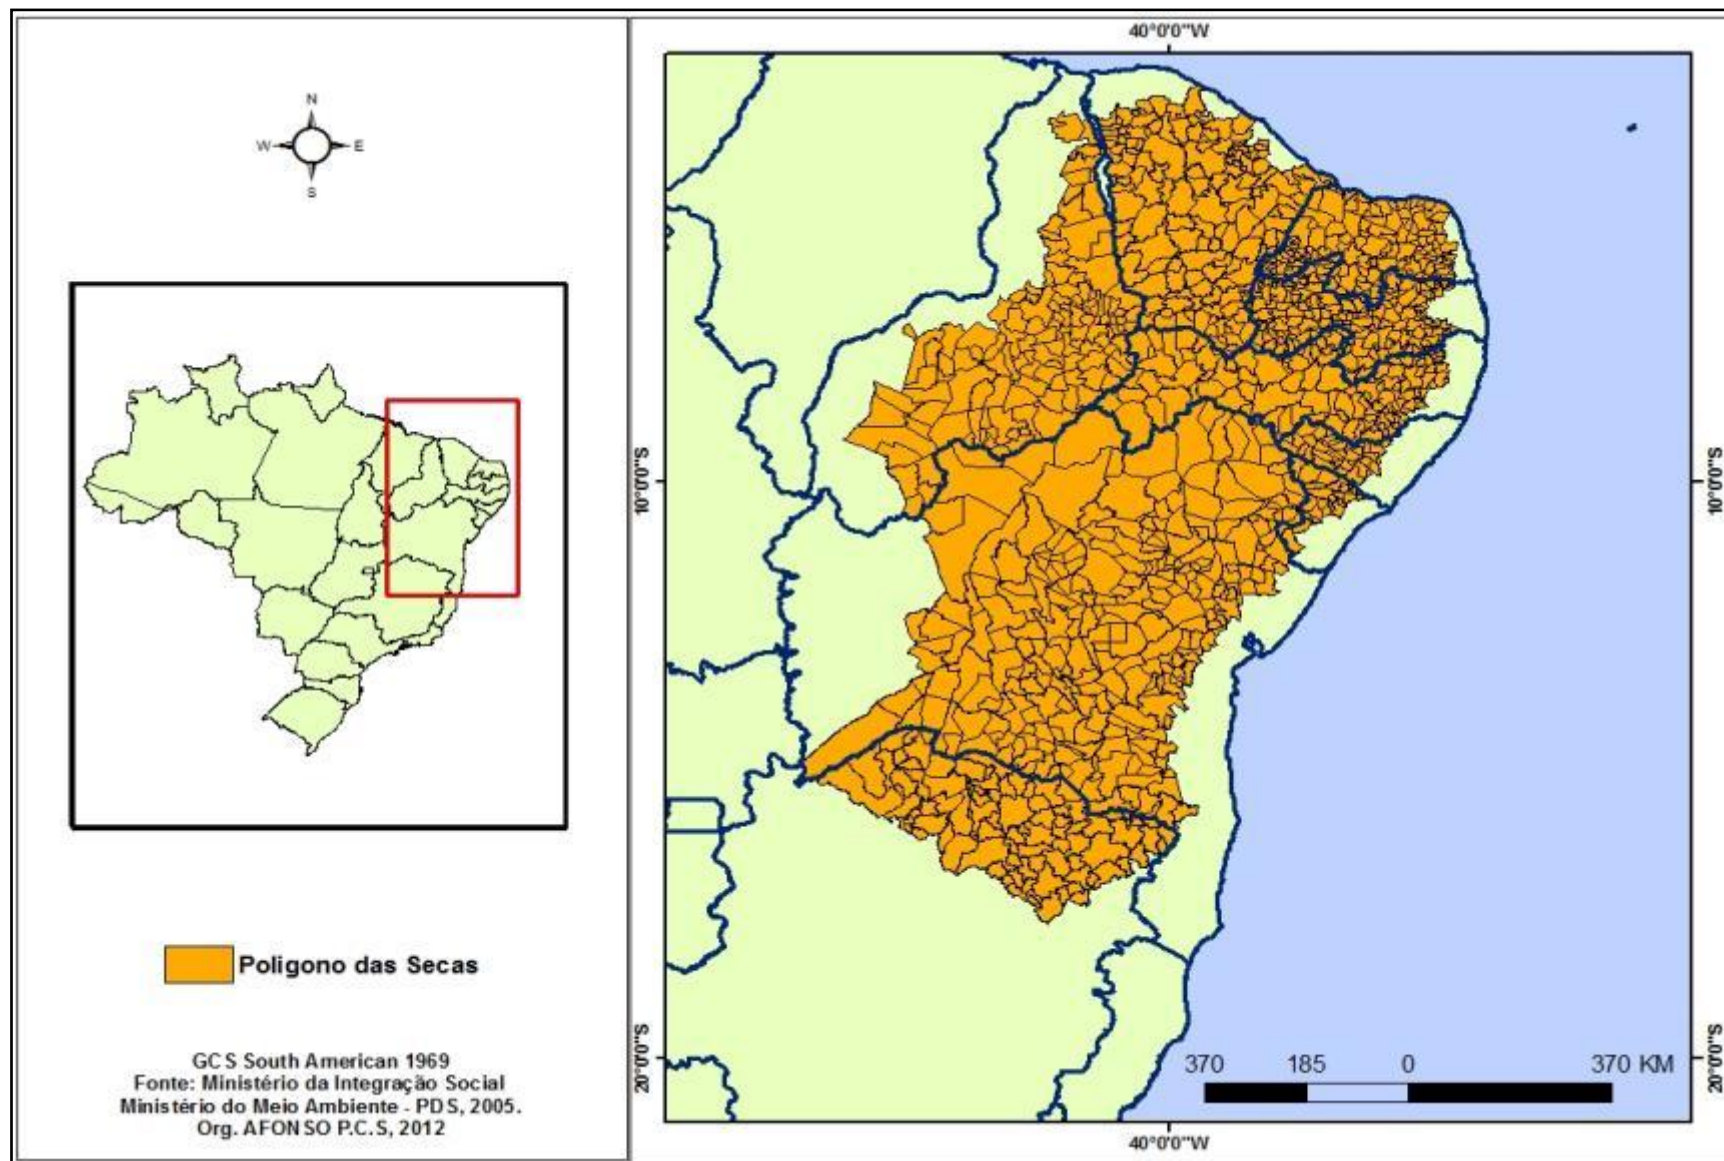 N
W E
S
Poligono das Secas
GCS South American 1969
Fonte: Ministério da Integração Social
Ministério do Meio Ambiente - PDS, 2005.
Org. AFONSO P.C.S, 2012
40°0'0"W
10°0'0"S
10°0'0"S
20°0'0"S
20°0'0"S
370 185 0 370 KM
40°0'0"W